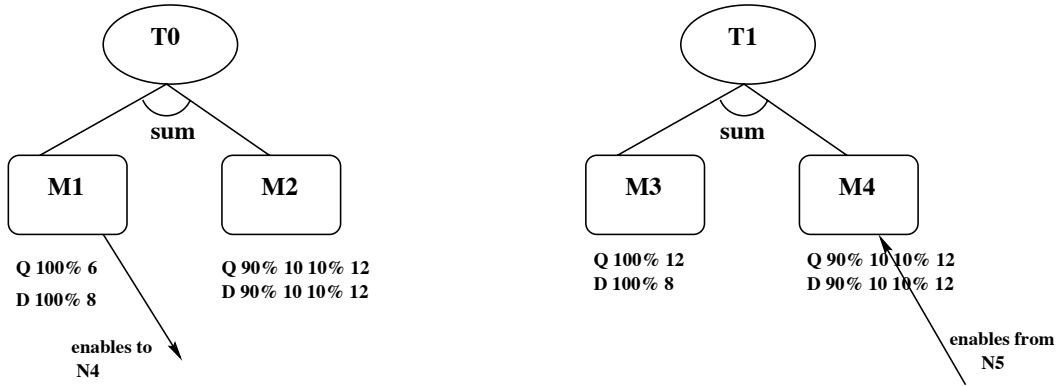 T0
sum
M1
M2
Q 100% 6
D 100% 8
Q 90% 10 10% 12
D 90% 10 10% 12
enables to
N4
T1
sum
M3
M4
Q 100% 12
D 100% 8
Q 90% 10 10% 12
D 90% 10 10% 12
enables from
N5